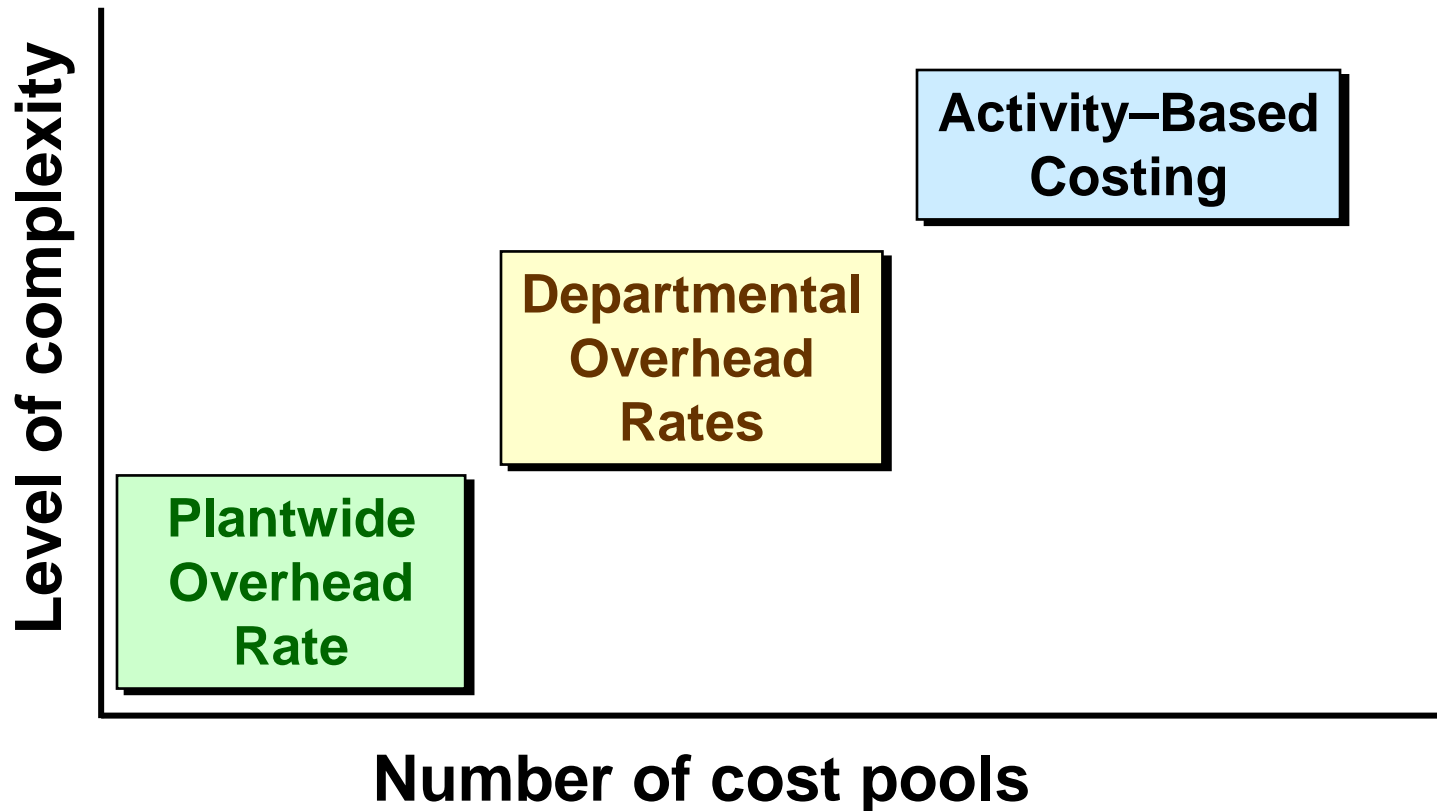 Level of complexity
Activity–Based
Costing
Departmental
Overhead
Rates
Plantwide
Overhead
Rate
Number of cost pools